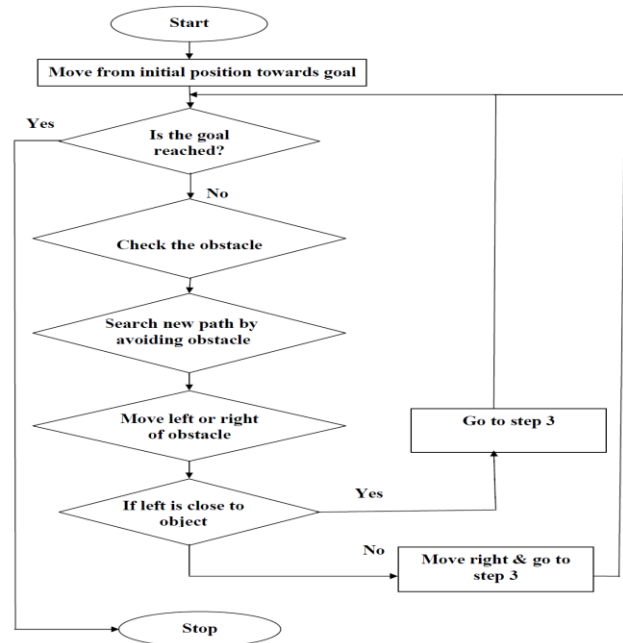 Start
Move from initial position towards goal
Yes
Is the goal
reached?
No
Check the obstacle
Search new path by
avoiding obstacle
Move left or right
of obstacle
Go to step 3
Yes
If left is close to
object
No
Move right & go to
step 3
Stop